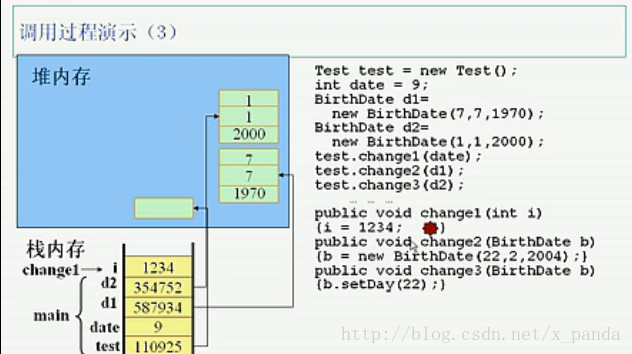 调用过程演示（3）
堆内存
1
1
2000
7
7
1970
栈内存
change1
i
1234
d2
354752
d1
587934
main
date
9
test
110925
Test test = new Test();
int date = 9;
BirthDate d1=
new BirthDate(7,7,1970);
BirthDate d2=
new BirthDate(1,1,2000);
test.change1(date);
test.change2(d1);
test.change3(d2);
… … …
public void change1(int i)
{i = 1234; }
public void change2(BirthDate b)
{b = new BirthDate(22,2,2004);}
public void change3(BirthDate b)
{b.setDay(22);}
http://blog.csdn.net/x_panda